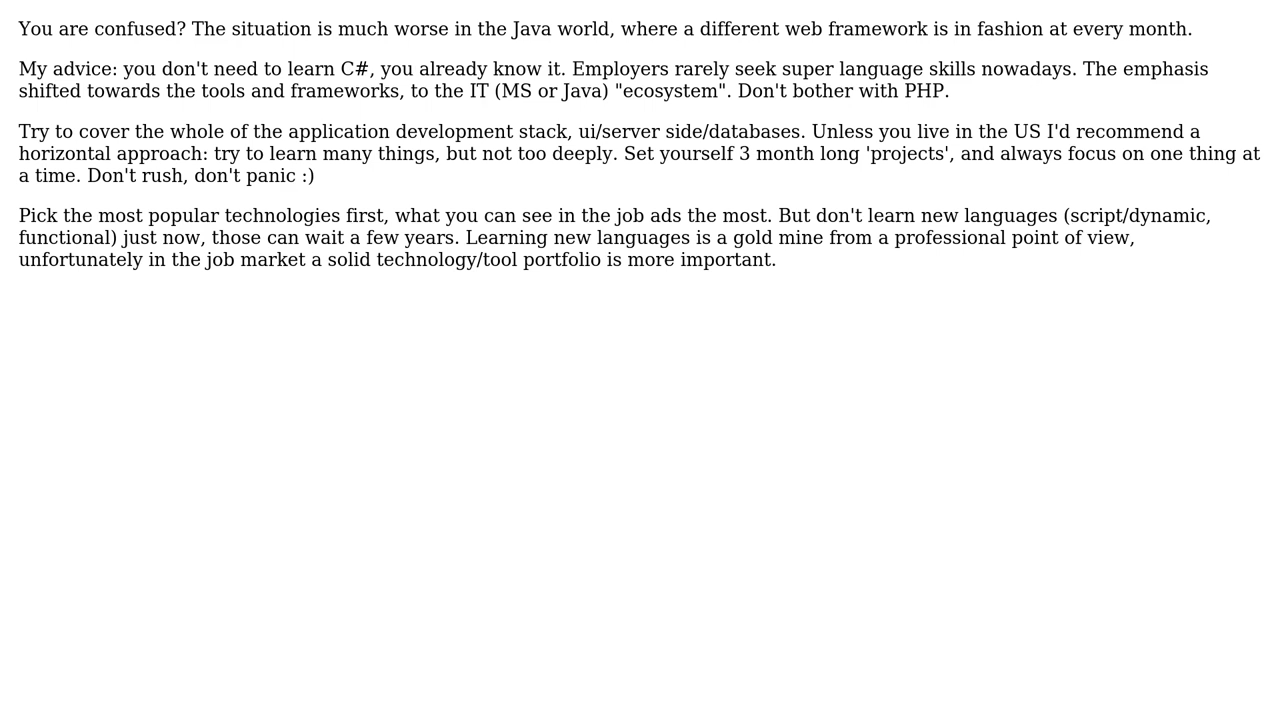 You are confused? The situation is much worse in the Java world, where a different web framework is in fashion at every month.
My advice: you don't need to learn C#, you already know it. Employers rarely seek super language skills nowadays. The emphasis
shifted towards the tools and frameworks, to the IT (MS or Java) "ecosystem". Don't bother with PHP.
Try to cover the whole of the application development stack, ui/server side/databases. Unless you live in the US I'd recommend a
horizontal approach: try to learn many things, but not too deeply. Set yourself 3 month long 'projects', and always focus on one thing at
a time. Don't rush, don't panic :)
Pick the most popular technologies first, what you can see in the job ads the most. But don't learn new languages (script/dynamic,
functional) just now, those can wait a few years. Learning new languages is a gold mine from a professional point of view,
unfortunately in the job market a solid technology/tool portfolio is more important.